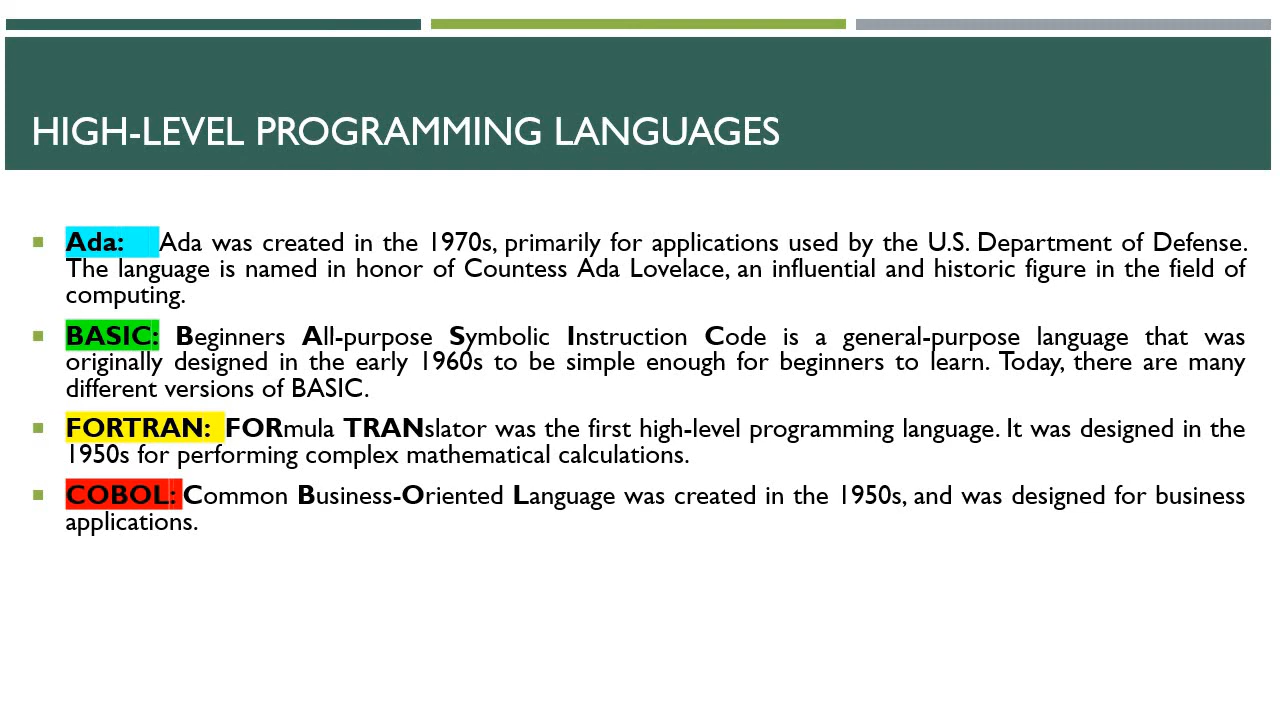 HIGH-LEVEL PROGRAMMING LANGUAGES
Ada: Ada was created in the 1970s, primarily for applications used by the U.S. Department of Defense.
The language is named in honor of Countess Ada Lovelace, an influential and historic figure in the field of
computing.
BASIC: Beginners All-purpose Symbolic Instruction Code is a general-purpose language that was
originally designed in the early 1960s to be simple enough for beginners to learn. Today, there are many
different versions of BASIC.
FORTRAN: FORmula TRANslator was the first high-level programming language. It was designed in the
1950s for performing complex mathematical calculations.
COBOL: Common Business-Oriented Language was created in the 1950s, and was designed for business
applications.